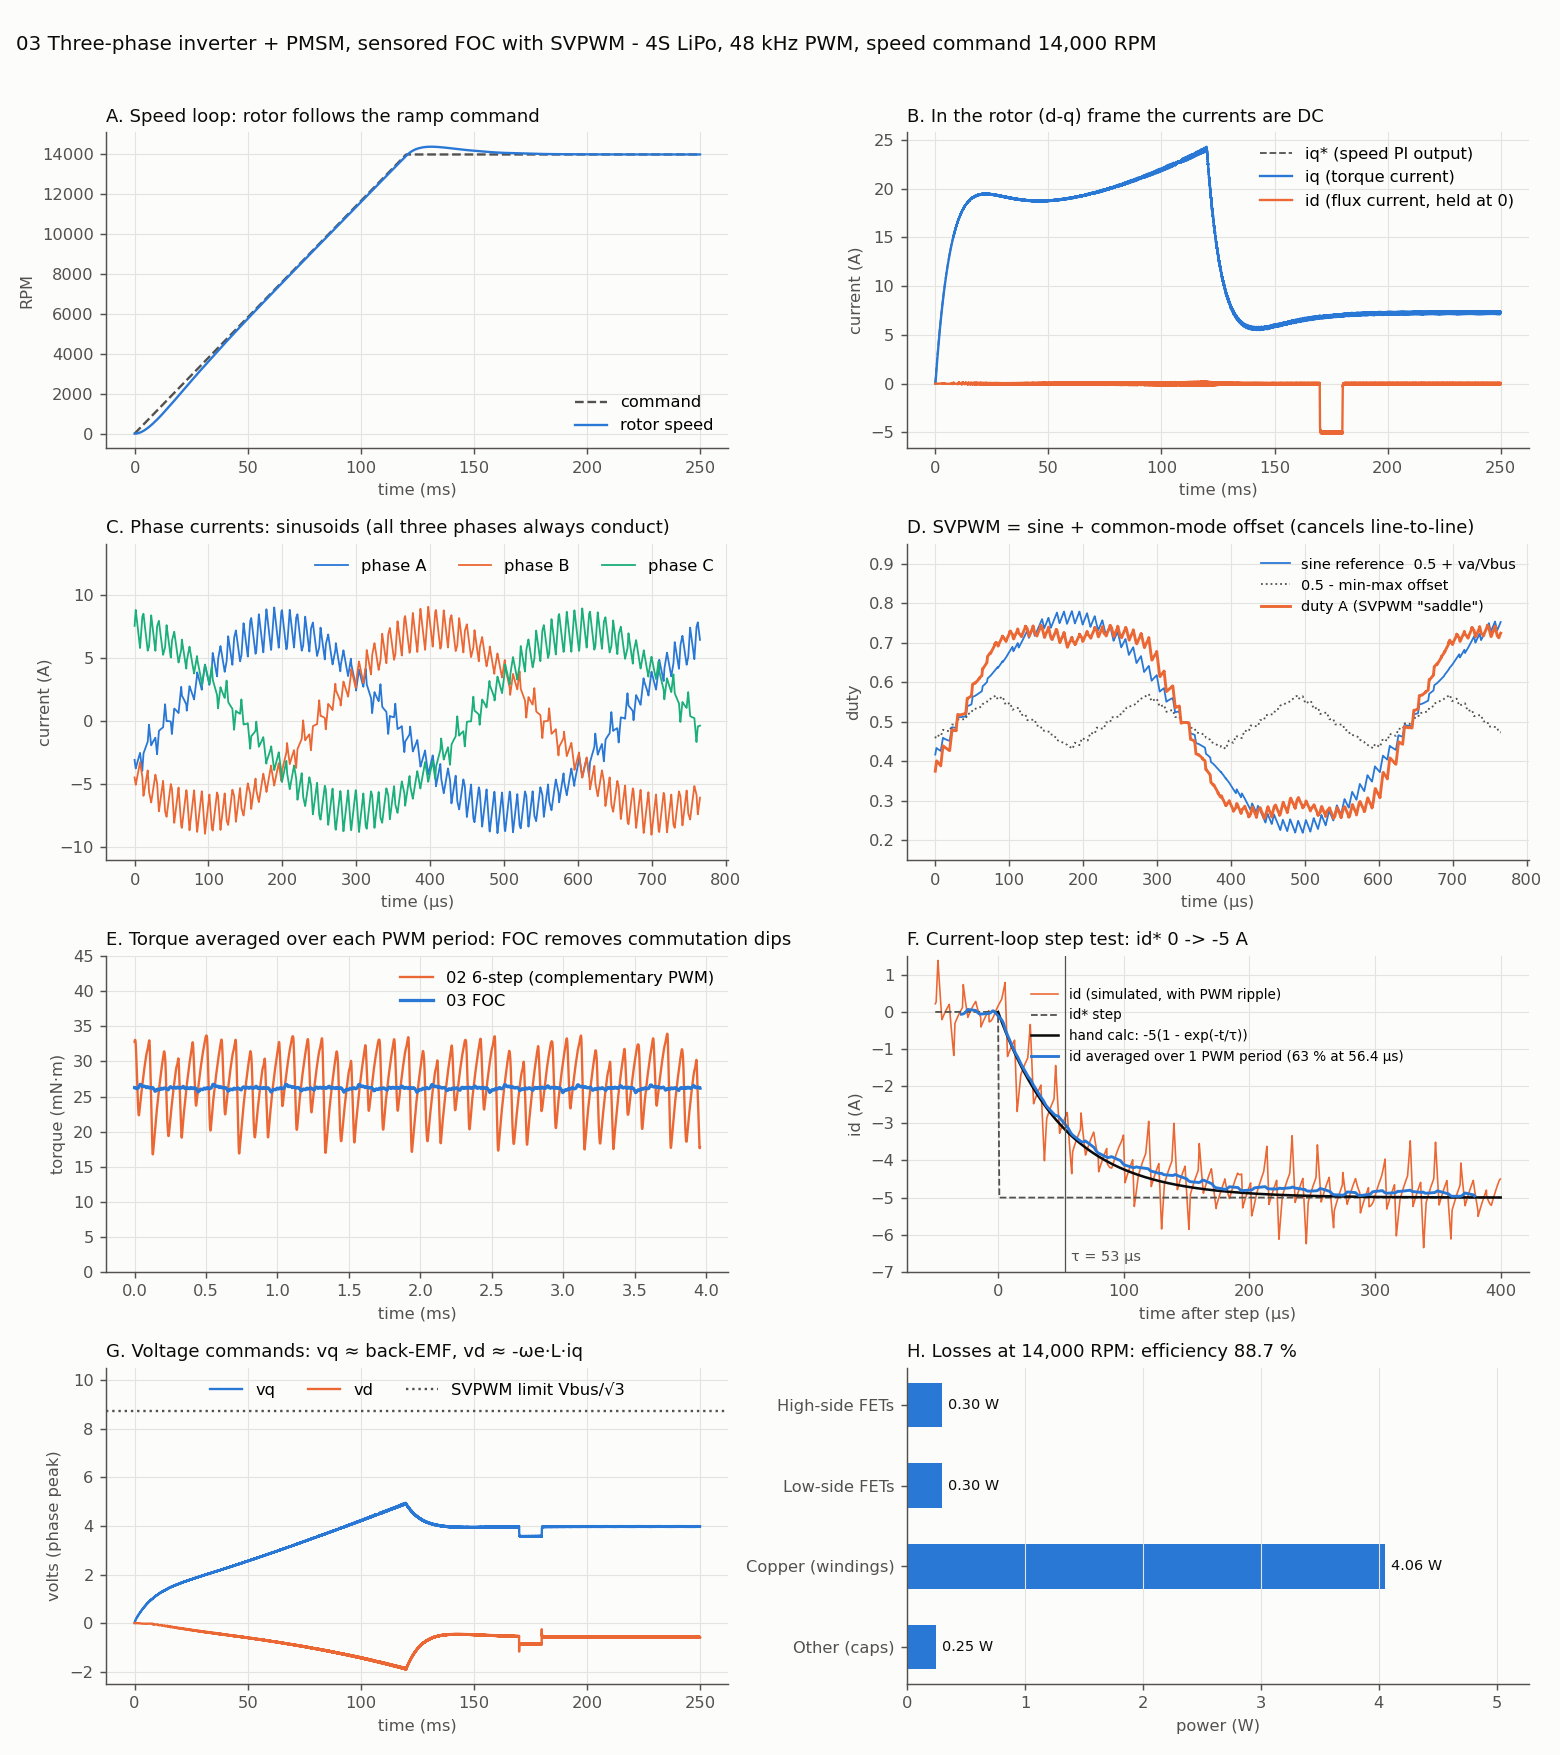 03 Three-phase inverter + PMSM, sensored FOC with SVPWM - 4S LiPo, 48 kHz PWM, speed command 14,000 RPM
A. Speed loop: rotor follows the ramp command
14000
12000
10000
8000
6000
4000
2000
0
RPM
command
rotor speed
0 50 100 150 200 250
time (ms)
B. In the rotor (d-q) frame the currents are DC
25
20
15
10
5
0
−5
current (A)
iq* (speed PI output)
iq (torque current)
id (flux current, held at 0)
0 50 100 150 200 250
time (ms)
C. Phase currents: sinusoids (all three phases always conduct)
phase A phase B phase C
10
5
0
−5
−10
current (A)
0 100 200 300 400 500 600 700 800
time (µs)
D. SVPWM = sine + common-mode offset (cancels line-to-line)
0.9
0.8
0.7
0.6
0.5
0.4
0.3
0.2
duty
sine reference 0.5 + va/Vbus
0.5 - min-max offset
duty A (SVPWM "saddle")
0 100 200 300 400 500 600 700 800
time (µs)
E. Torque averaged over each PWM period: FOC removes commutation dips
45
40
35
30
25
20
15
10
5
0
torque (mN·m)
02 6-step (complementary PWM)
03 FOC
0.0 0.5 1.0 1.5 2.0 2.5 3.0 3.5 4.0
time (ms)
F. Current-loop step test: id* 0 -> -5 A
1
0
−1
−2
−3
−4
−5
−6
−7
id (A)
id (simulated, with PWM ripple)
id* step
hand calc: -5(1 - exp(-t/τ))
id averaged over 1 PWM period (63 % at 56.4 µs)
τ = 53 µs
0 100 200 300 400
time after step (µs)
G. Voltage commands: vq ≈ back-EMF, vd ≈ -ωe·L·iq
vq vd SVPWM limit Vbus/√3
10
8
6
4
2
0
−2
volts (phase peak)
0 50 100 150 200 250
time (ms)
H. Losses at 14,000 RPM: efficiency 88.7 %
High-side FETs 0.30 W
Low-side FETs 0.30 W
Copper (windings) 4.06 W
Other (caps) 0.25 W
0 1 2 3 4 5
power (W)